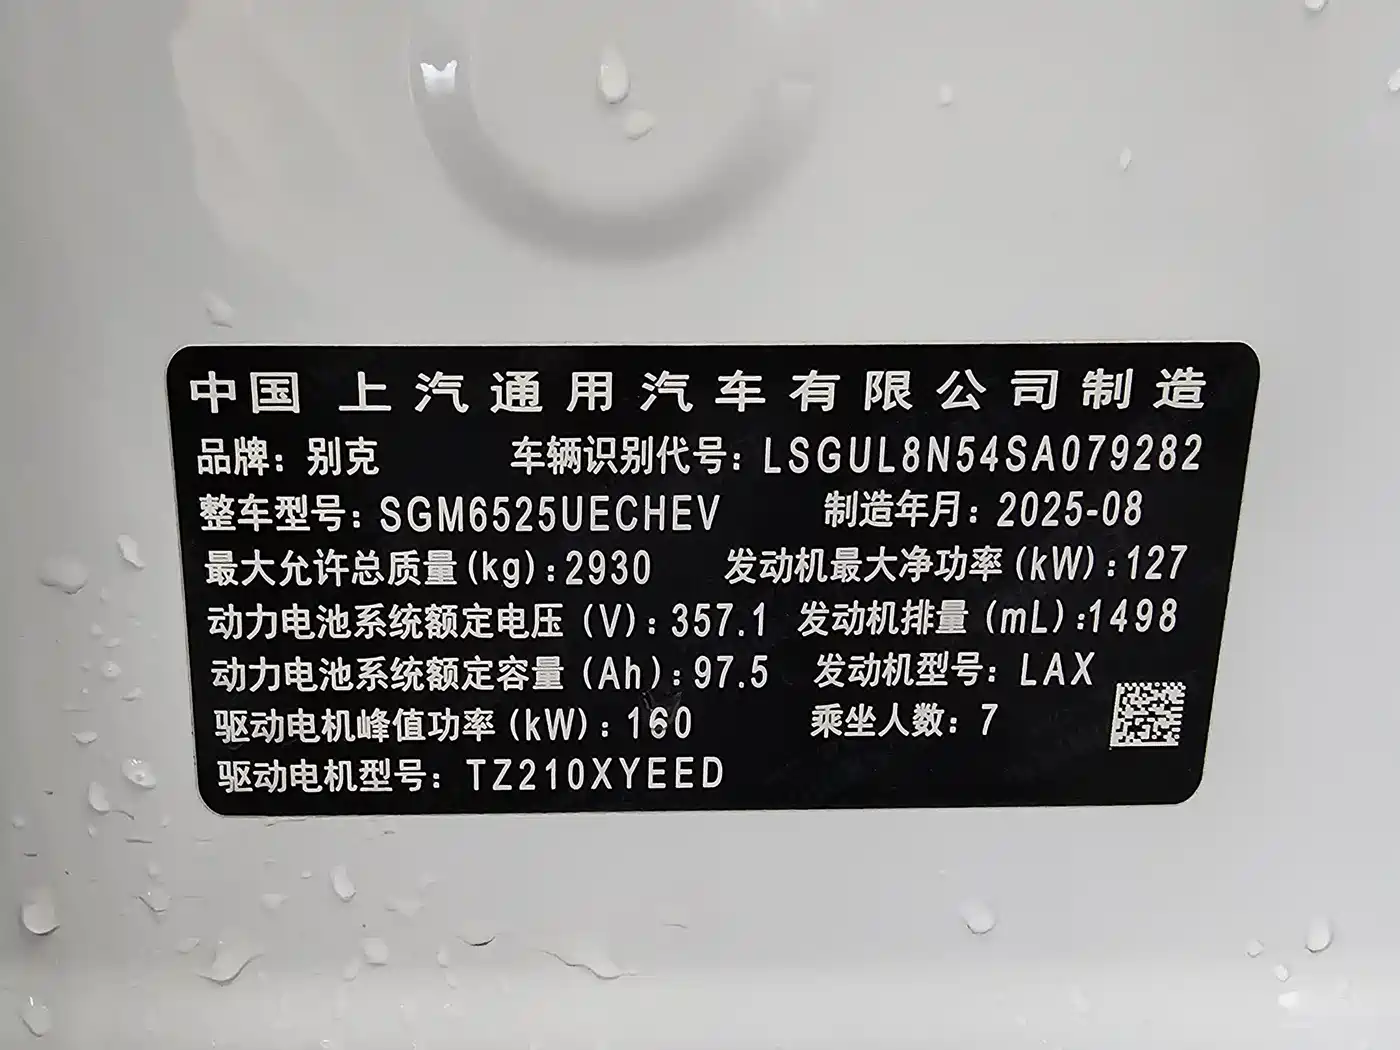 中国 上汽通用汽车有限公司制造
品牌：别克 车辆识别代号：LSGUL8N54SA079282
整车型号：SGM6525UECHEV 制造年月：2025-08
最大允许总质量(kg)：2930 发动机最大净功率(kW)：127
动力电池系统额定电压(V)：357.1 发动机排量(mL)：1498
动力电池系统额定容量(Ah)：97.5 发动机型号：LAX
驱动电机峰值功率(kW)：160 乘坐人数：7
驱动电机型号：TZ210XYEED